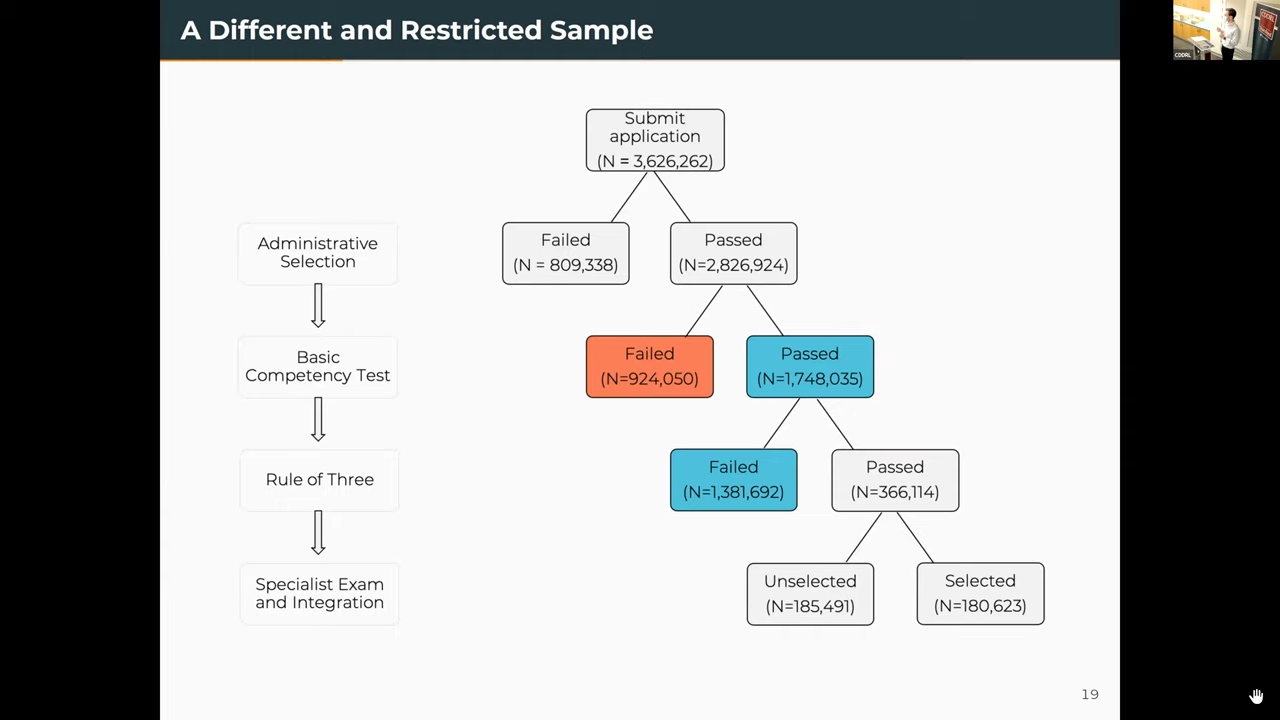 A Different and Restricted Sample
CDDRL
Submit
application
(N = 3,626,262)
Administrative
Selection
Failed
(N = 809,338)
Passed
(N=2,826,924)
Basic
Competency Test
Failed
(N=924,050)
Passed
(N=1,748,035)
Rule of Three
Failed
(N=1,381,692)
Passed
(N=366,114)
Specialist Exam
and Integration
Unselected
(N=185,491)
Selected
(N=180,623)
19